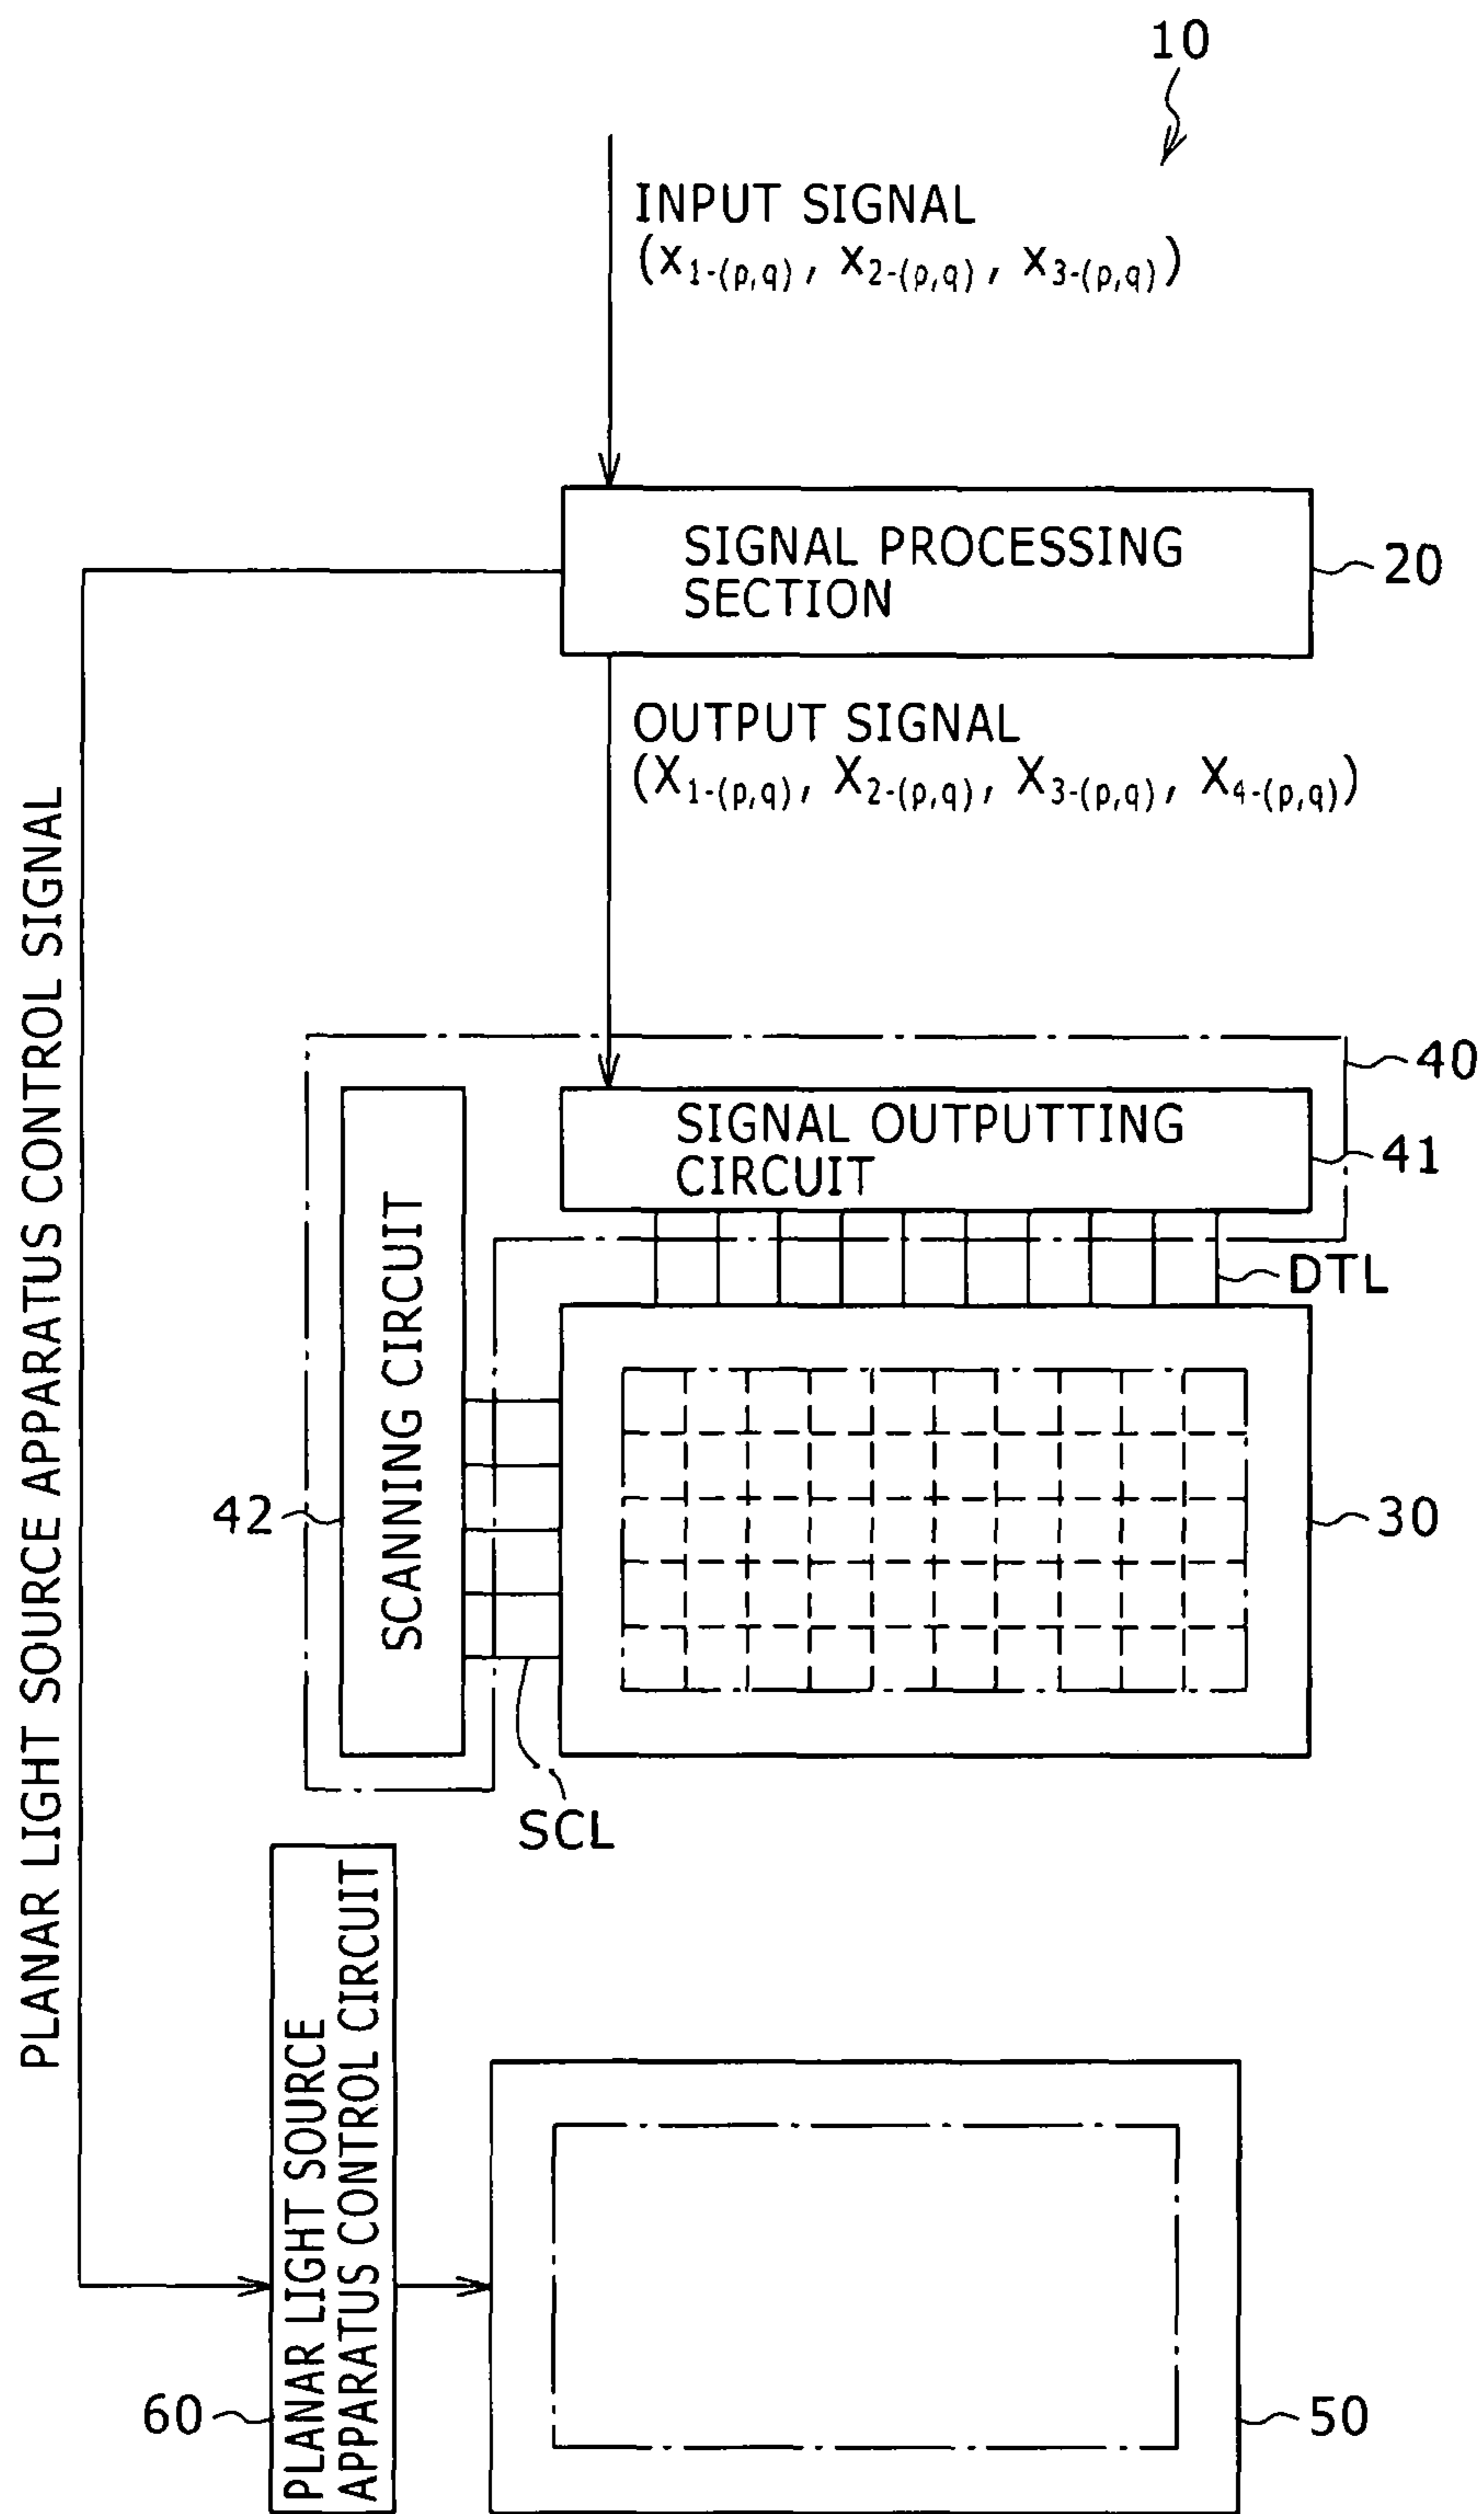 10
INPUT SIGNAL
(x1-(p,q), x2-(p,q), x3-(p,q))
SIGNAL PROCESSING
SECTION
20
OUTPUT SIGNAL
(X1-(p,q), X2-(p,q), X3-(p,q), X4-(p,q))
PLANAR LIGHT SOURCE APPARATUS CONTROL SIGNAL
40
SIGNAL OUTPUTTING
CIRCUIT
41
DTL
SCANNING CIRCUIT
42
30
SCL
PLANAR LIGHT SOURCE
APPARATUS CONTROL CIRCUIT
60
50